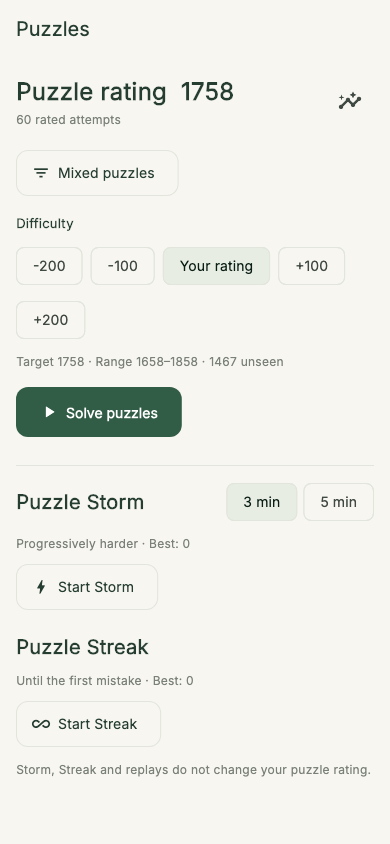 Puzzles
Puzzle rating 1758
60 rated attempts
Mixed puzzles
Difficulty
-200 -100 Your rating +100
+200
Target 1758 · Range 1658–1858 · 1467 unseen
Solve puzzles
Puzzle Storm 3 min 5 min
Progressively harder · Best: 0
Start Storm
Puzzle Streak
Until the first mistake · Best: 0
Start Streak
Storm, Streak and replays do not change your puzzle rating.